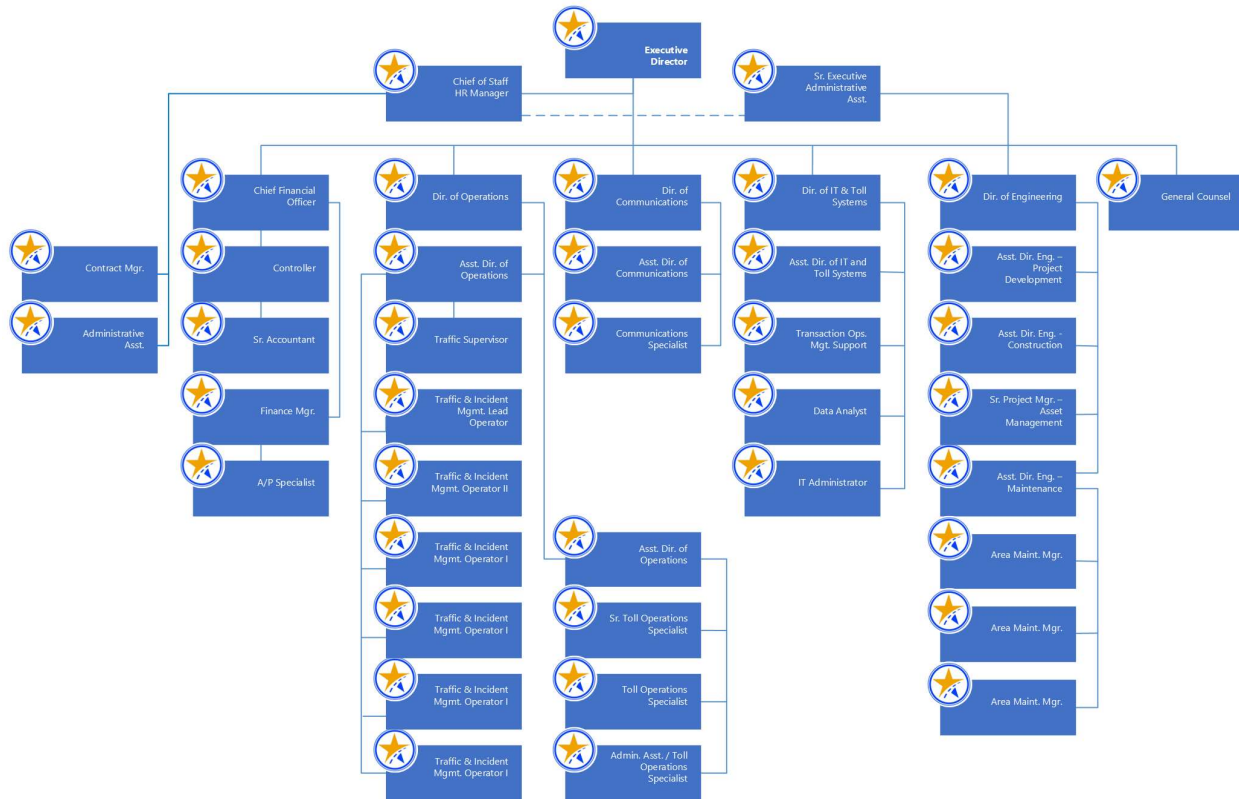 Executive
Director
Chief of Staff
HR Manager
Sr. Executive
Administrative
Asst.
Chief Financial
Officer
Dir. of Operations
Dir. of
Communications
Dir. of IT & Toll
Systems
Dir. of Engineering
General Counsel
Contract Mgr.
Controller
Asst. Dir. of
Operations
Asst. Dir. of
Communications
Asst. Dir. of IT and
Toll Systems
Asst. Dir. Eng. –
Project
Development
Administrative
Asst.
Sr. Accountant
Traffic Supervisor
Communications
Specialist
Transaction Ops.
Mgt. Support
Asst. Dir. Eng. -
Construction
Finance Mgr.
Traffic & Incident
Mgmt. Lead
Operator
Data Analyst
Sr. Project Mgr. –
Asset
Management
A/P Specialist
Traffic & Incident
Mgmt. Operator II
IT Administrator
Asst. Dir. Eng. –
Maintenance
Traffic & Incident
Mgmt. Operator I
Asst. Dir. of
Operations
Area Maint. Mgr.
Traffic & Incident
Mgmt. Operator I
Sr. Toll Operations
Specialist
Area Maint. Mgr.
Traffic & Incident
Mgmt. Operator I
Toll Operations
Specialist
Area Maint. Mgr.
Traffic & Incident
Mgmt. Operator I
Admin. Asst. / Toll
Operations
Specialist